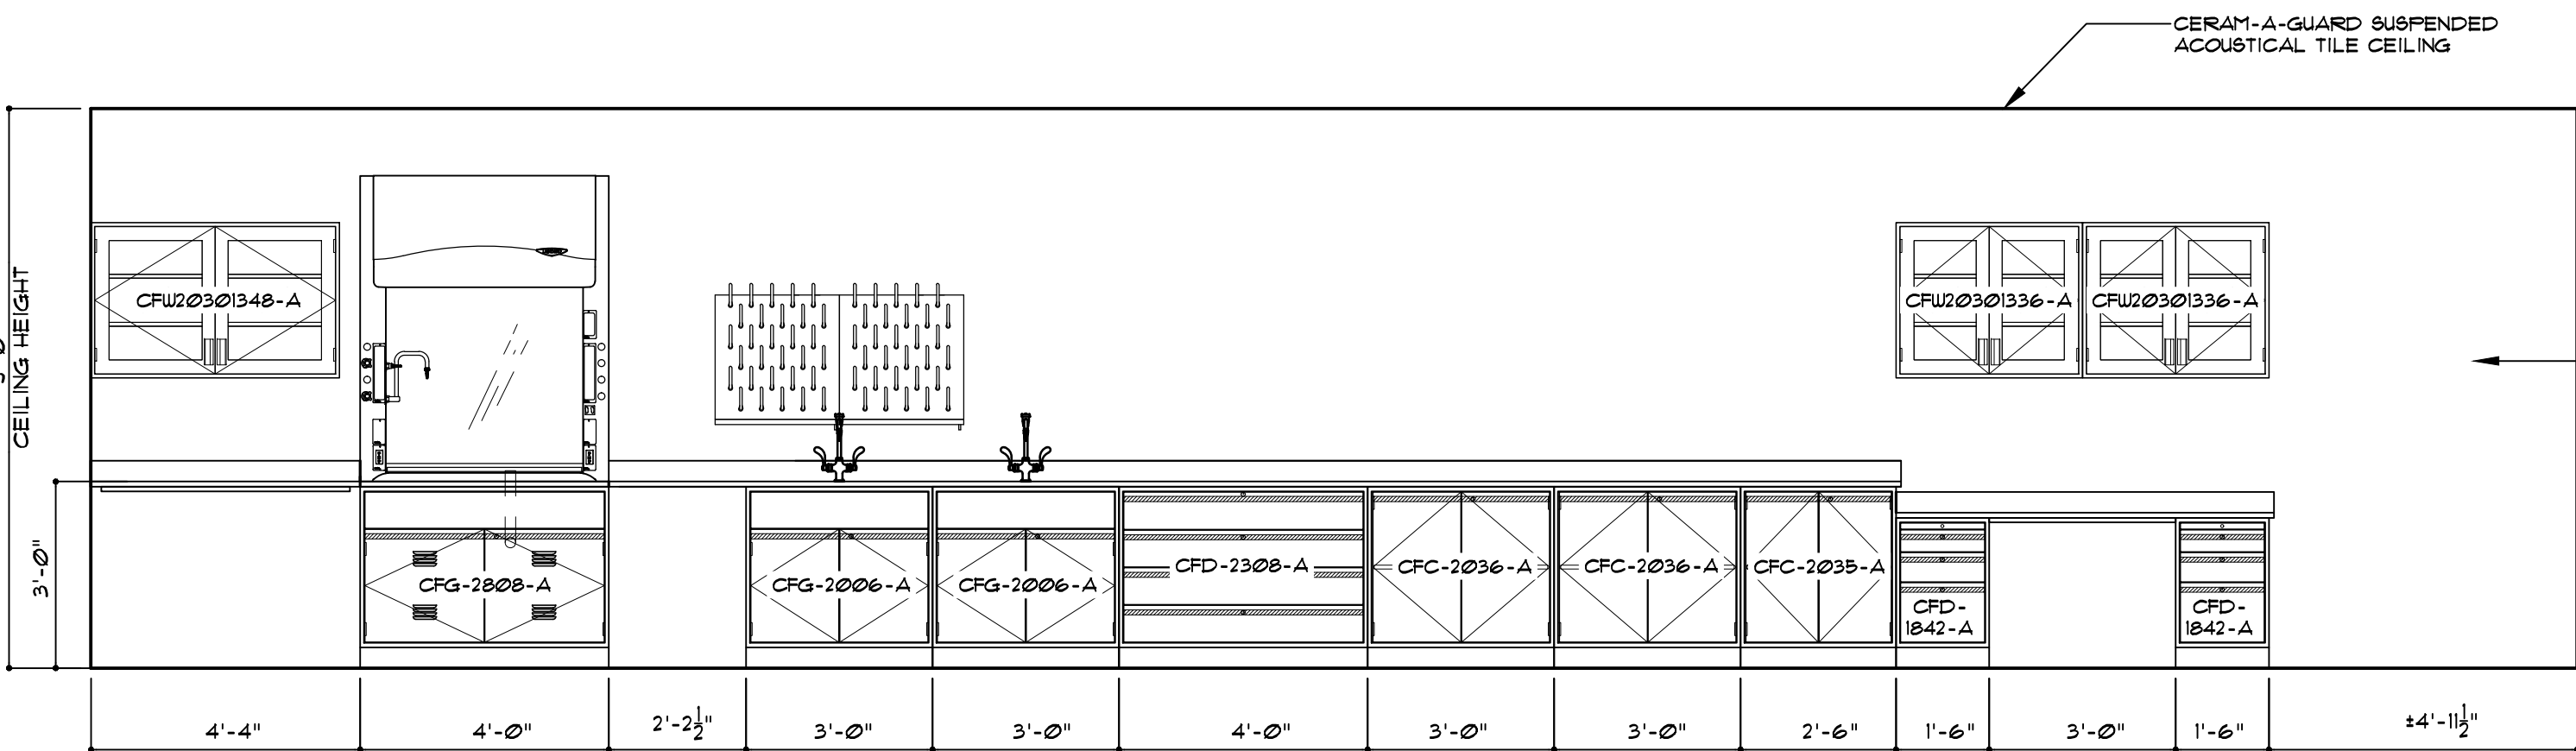 CERAM-A-GUARD SUSPENDED
ACOUSTICAL TILE CEILING
CEILING HEIGHT
3'-0"
CFW20301348-A
CFW20301336-A
CFW20301336-A
CFG-2808-A
CFG-2006-A
CFG-2006-A
CFD-2308-A
CFC-2036-A
CFC-2036-A
CFC-2035-A
CFD-
1842-A
CFD-
1842-A
4'-4"
4'-0"
2'-2½"
3'-0"
3'-0"
4'-0"
3'-0"
3'-0"
2'-6"
1'-6"
3'-0"
1'-6"
±4'-11½"